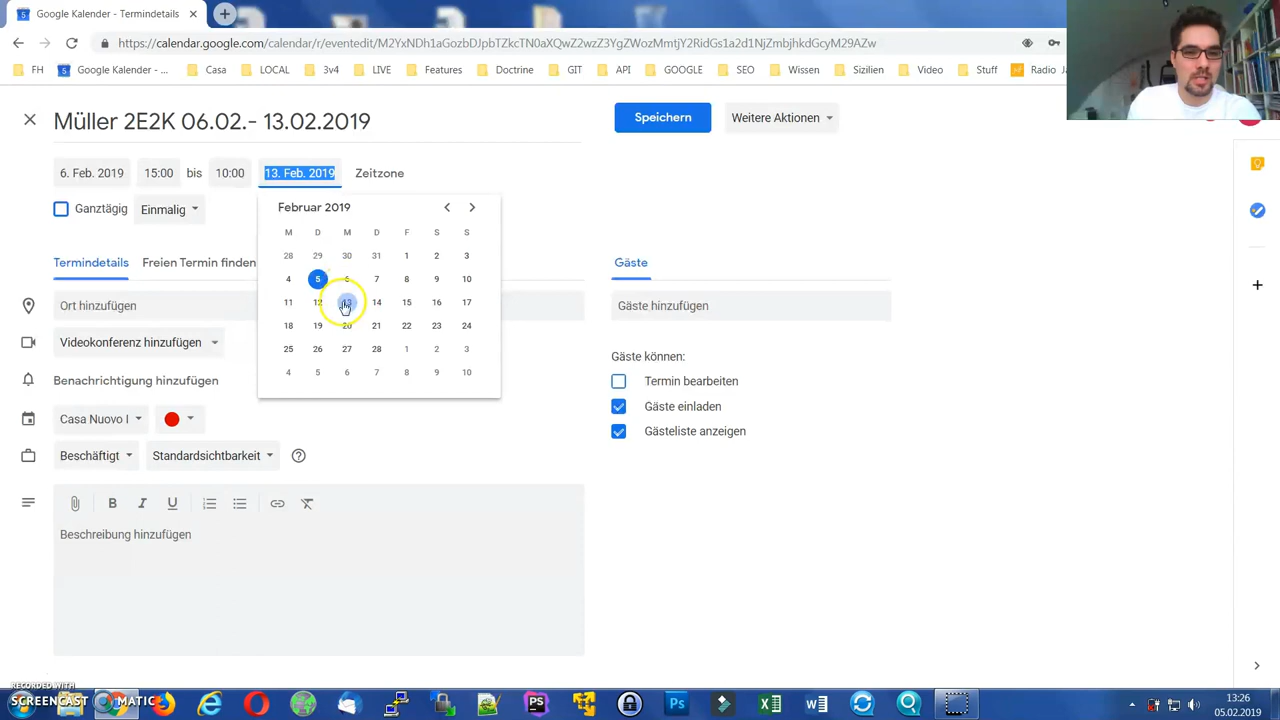 Google Kalender - Termindetails
https://calendar.google.com/calendar/r/eventedit/M2YxNDh1aGozbDJpbTZkcTN0aXQwZ2wzZ3YgZWozMmtjY2RidGs1a2d1NjZmbjhkdGcyM29AZw
FH Google Kalender - ... Casa LOCAL 3v4 LIVE Features Doctrine GIT API GOOGLE SEO Wissen Sizilien Video Stuff Radio
Müller 2E2K 06.02.- 13.02.2019
Speichern Weitere Aktionen
6. Feb. 2019 15:00 bis 10:00 13. Feb. 2019 Zeitzone
Ganztägig Einmalig
Februar 2019
M D M D F S S
28 29 30 31 1 2 3
4 5 6 7 8 9 10
11 12 13 14 15 16 17
18 19 20 21 22 23 24
25 26 27 28 1 2 3
4 5 6 7 8 9 10
Termindetails Freien Termin finden
Gäste
Ort hinzufügen
Gäste hinzufügen
Videokonferenz hinzufügen
Gäste können:
Benachrichtigung hinzufügen
Termin bearbeiten
Gäste einladen
Casa Nuovo I
Gästeliste anzeigen
Beschäftigt Standardsichtbarkeit
B I U
Beschreibung hinzufügen
RECORDED WITH
SCREENCAST MATIC
13:26
05.02.2019